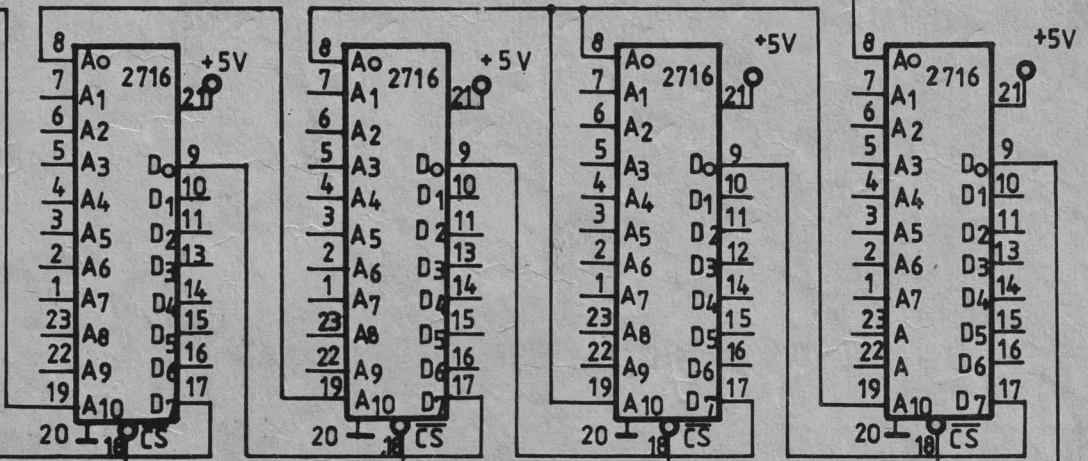 8 A0 2716 +5V
7 A1 21
6 A2
5 A3 D0 9
4 A4 D1 10
3 A5 D2 11
2 A6 D3 13
1 A7 D4 14
23 A8 D5 15
22 A9 D6 16
19 A10 D7 17
20 18 CS
8 A0 2716 +5V
7 A1 21
6 A2
5 A3 D0 9
4 A4 D1 10
3 A5 D2 11
2 A6 D3 13
1 A7 D4 14
23 A8 D5 15
22 A9 D6 16
19 A10 D7 17
20 18 CS
8 A0 2716 +5V
7 A1 21
6 A2
5 A3 D0 9
4 A4 D1 10
3 A5 D2 11
2 A6 D3 12
1 A7 D4 14
23 A8 D5 15
22 A9 D6 16
19 A10 D7 17
20 18 CS
8 A0 2716 +5V
7 A1 21
6 A2
5 A3 D0 9
4 A4 D1 10
3 A5 D2 11
2 A6 D3 13
1 A7 D4 14
23 A D5 15
22 A D6 16
19 A10 D7 17
20 18 CS